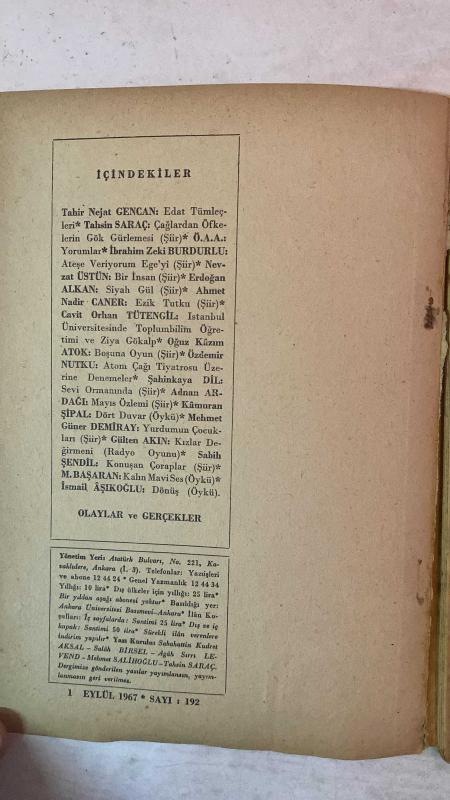 İÇİNDEKİLER
Tahir Nejat GENCAN: Edat Tümleç-
leri* Tahsin SARAÇ: Çağlardan Öfke-
lerin Gök Gürlemesi (Şiir)* Ö.A.A.:
Yorumlar* İbrahim Zeki BURDURLU:
Ateşe Veriyorum Ege'yi (Şiir)* Nev-
zat ÜSTÜN: Bir İnsan (Şiir)* Erdoğan
ALKAN: Siyah Gül (Şiir)* Ahmet
Nadir CANER: Ezik Tutku (Şiir)*
Cavit Orhan TÜTENGİL: İstanbul
Üniversitesinde Toplumbilim Öğre-
timi ve Ziya Gökalp* Oğuz Kâzım
ATOK: Boşuna Oyun (Şiir)* Özdemir
NUTKU: Atom Çağı Tiyatrosu Üze-
rine Denemeler* Şahinkaya DİL:
Sevi Ormanında (Şiir)* Adnan AR-
DAĞI: Mayıs Özlemi (Şiir)* Kâmuran
ŞİPAL: Dört Duvar (Öykü)* Mehmet
Güner DEMİRAY: Yurdumun Çocuk-
ları (Şiir)* Gülten AKIN: Kızlar De-
ğirmeni (Radyo Oyunu)* Sabih
ŞENDİL: Konuşan Çoraplar (Şiir)*
M. BAŞARAN: Kalın Mavi Ses (Öykü)*
İsmail ÂŞIKOĞLU: Dönüş (Öykü).
OLAYLAR ve GERÇEKLER
Yönetim Yeri: Atatürk Bulvarı, No. 221, Ka-
vaklıdere, Ankara (İ. 3). Telefonlar: Yazıişleri
ve abone 12 44 24* Genel Yazmanlık 12 44 34
Yıllığı: 10 lira* Dış ülkeler için yıllığı: 25 lira*
Bir yıldan aşağı abonesi yoktur* Basıldığı yer:
Ankara Üniversitesi Basımevi-Ankara* İlân Ko-
şulları: İç sayfalarda: Santimi 25 lira* Dış ve iç
kapak: Santimi 50 lira* Sürekli ilân verenlere
indirim yapılır* Yazı Kurulu: Sabahattin Kudret
AKSAL – Salâh BİRSEL – Agâh Sırrı LE-
VEND – Mehmet SALİHOĞLU – Tahsin SARAÇ.
Dergimize gönderilen yazılar yayımlansın, yayım-
lanmasın geri verilmez.
1 EYLÜL 1967 * SAYI : 192